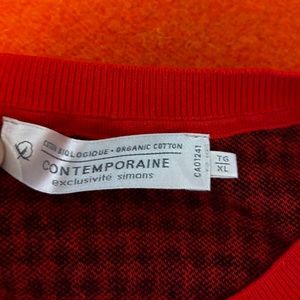 COTON BIOLOGIQUE • ORGANIC COTTON
CONTEMPORAINE
exclusivité simons
CA01241
TG
XL